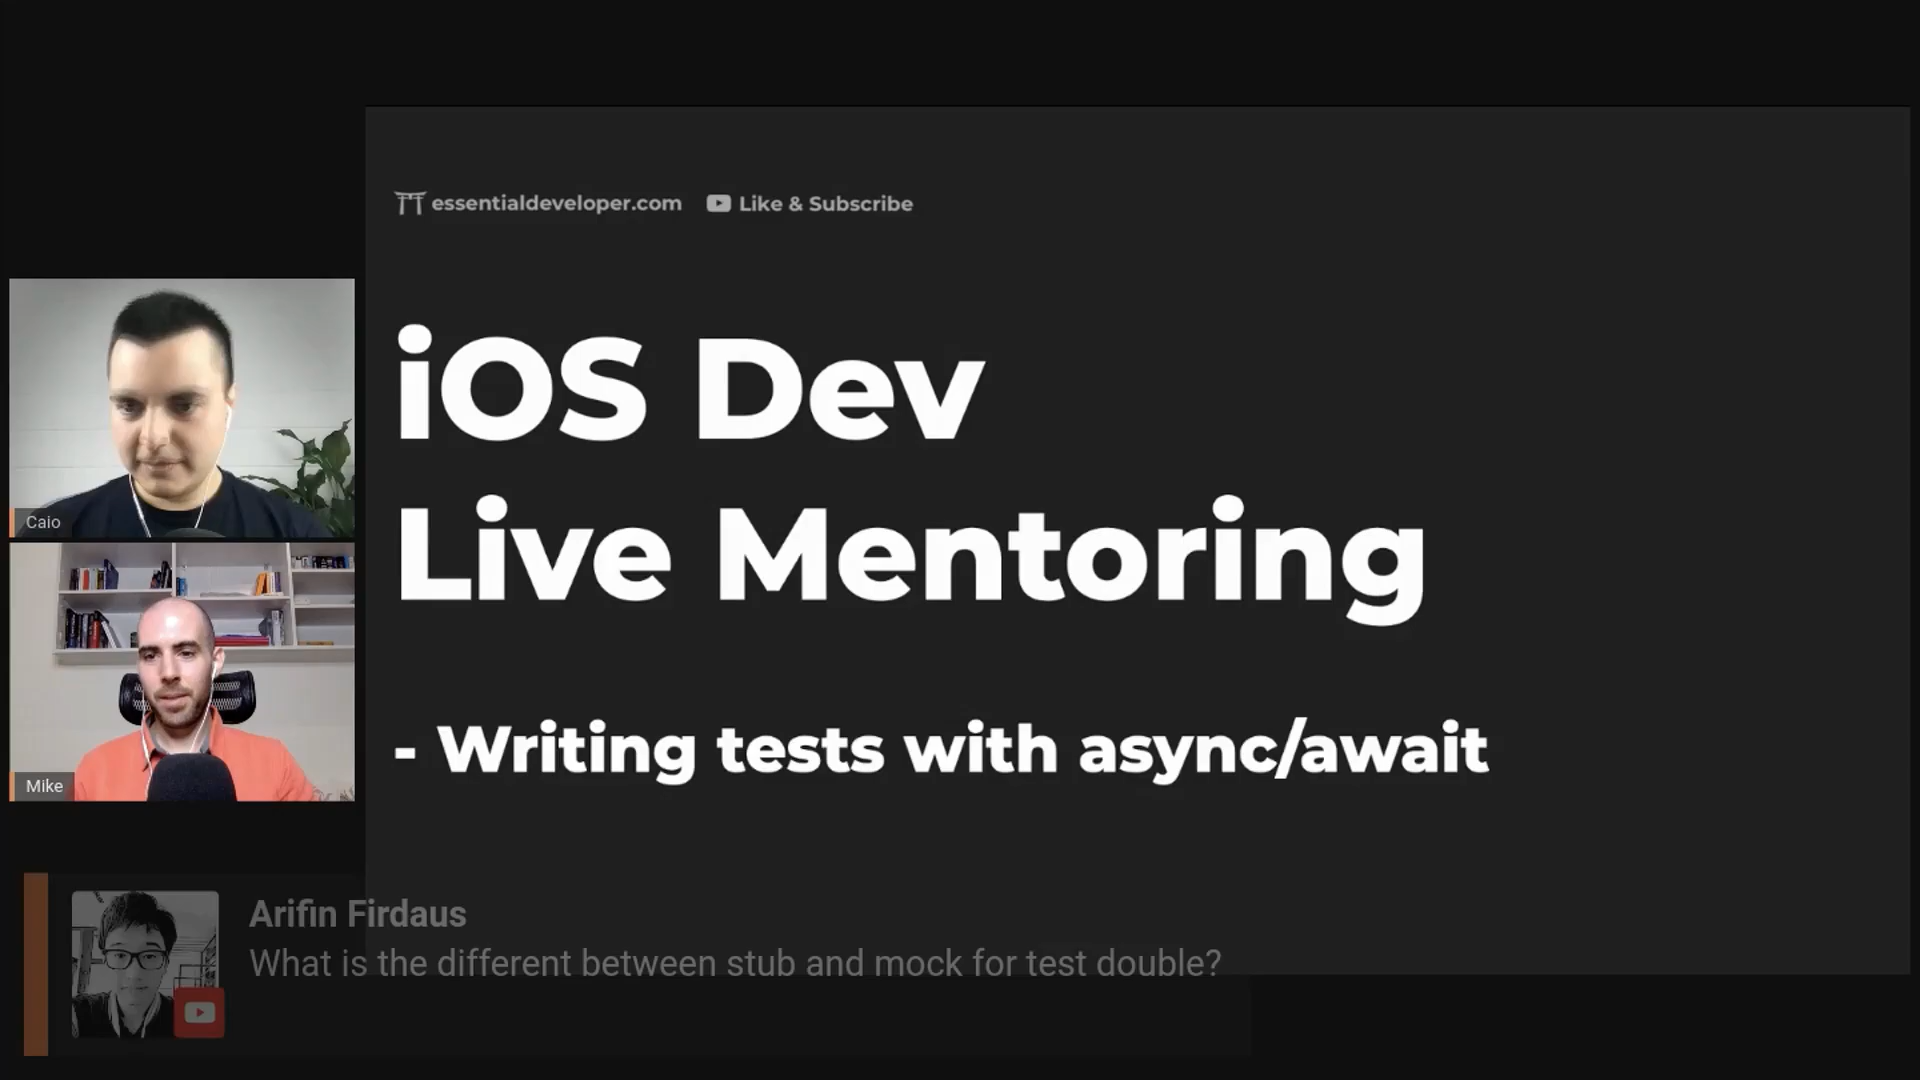 essentialdeveloper.com Like & Subscribe
iOS Dev
Live Mentoring
- Writing tests with async/await
Caio
Mike
Arifin Firdaus
What is the different between stub and mock for test double?